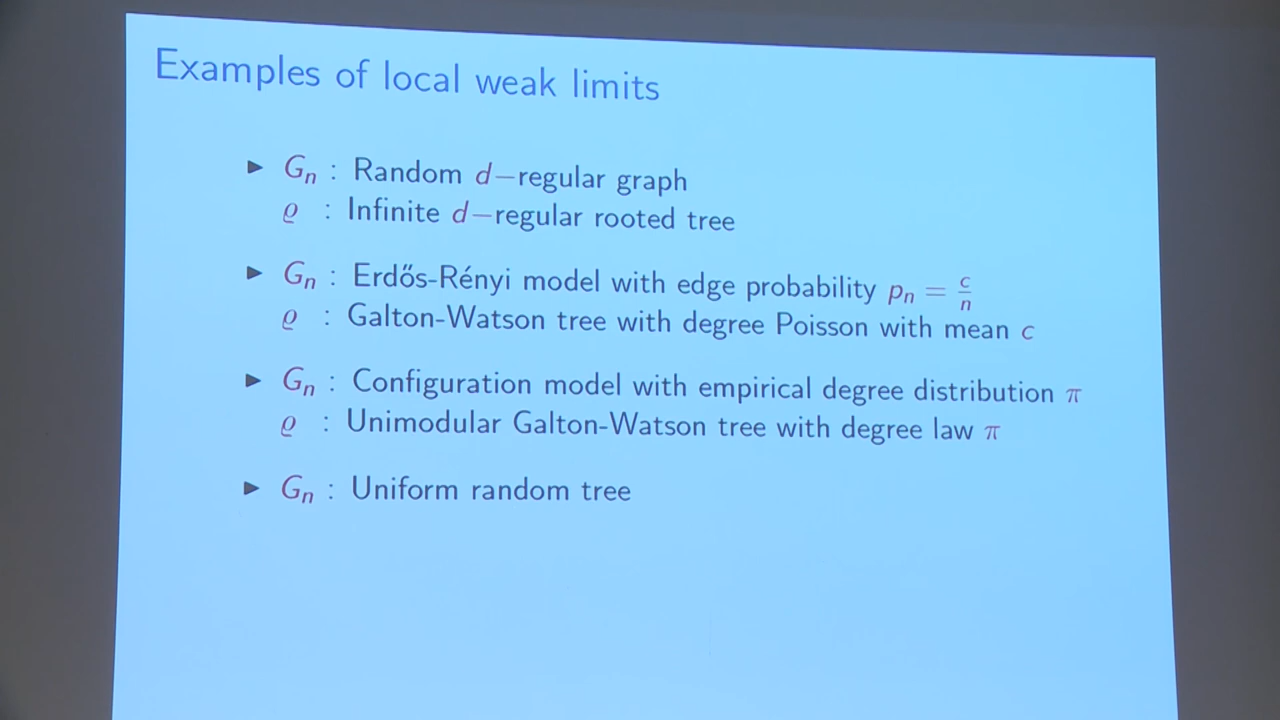 Examples of local weak limits
▶ Gₙ : Random d−regular graph
ϱ : Infinite d−regular rooted tree
▶ Gₙ : Erdős-Rényi model with edge probability pₙ = c/n
ϱ : Galton-Watson tree with degree Poisson with mean c
▶ Gₙ : Configuration model with empirical degree distribution π
ϱ : Unimodular Galton-Watson tree with degree law π
▶ Gₙ : Uniform random tree